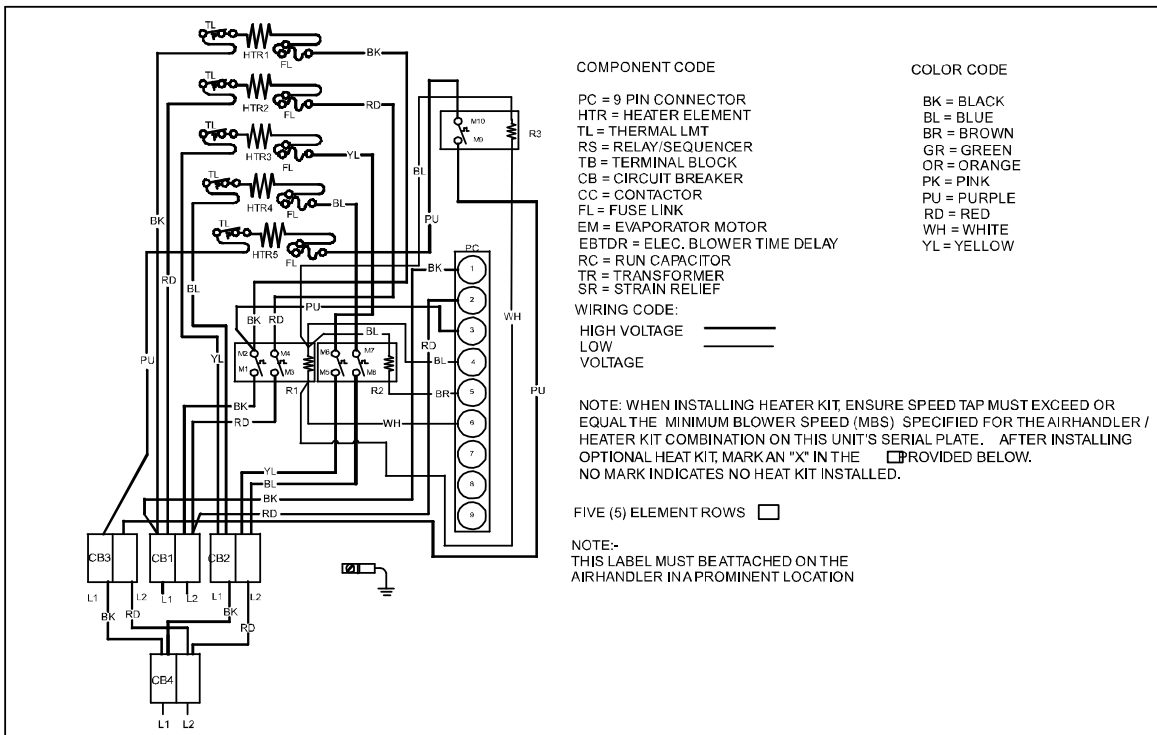 TL
HTR1
FL
BK
TL
HTR2
FL
RD
TL
HTR3
FL
YL
TL
HTR4
FL
BL
TL
HTR5
FL
M10
M9
R3
BL
PU
BK
RD
BL
PU
YL
WH
PU
PC
1
2
3
4
5
6
7
8
9
BK
PU
RD
BK
RD
BL
BL
BR
WH
M2
M4
M1
M3
R1
M6
M7
M5
M8
R2
BK
RD
YL
BL
BK
RD
CB3
CB1
CB2
L1
L2
L1
L2
L1
L2
BK
RD
BK
RD
CB4
L1
L2
COMPONENT CODE
PC = 9 PIN CONNECTOR
HTR = HEATER ELEMENT
TL = THERMAL LMT
RS = RELAY/SEQUENCER
TB = TERMINAL BLOCK
CB = CIRCUIT BREAKER
CC = CONTACTOR
FL = FUSE LINK
EM = EVAPORATOR MOTOR
EBTDR = ELEC. BLOWER TIME DELAY
RC = RUN CAPACITOR
TR = TRANSFORMER
SR = STRAIN RELIEF
COLOR CODE
BK = BLACK
BL = BLUE
BR = BROWN
GR = GREEN
OR = ORANGE
PK = PINK
PU = PURPLE
RD = RED
WH = WHITE
YL = YELLOW
WIRING CODE:
HIGH VOLTAGE
LOW
VOLTAGE
NOTE: WHEN INSTALLING HEATER KIT, ENSURE SPEED TAP MUST EXCEED OR
EQUAL THE MINIMUM BLOWER SPEED (MBS) SPECIFIED FOR THE AIRHANDLER /
HEATER KIT COMBINATION ON THIS UNIT'S SERIAL PLATE. AFTER INSTALLING
OPTIONAL HEAT KIT, MARK AN "X" IN THE PROVIDED BELOW.
NO MARK INDICATES NO HEAT KIT INSTALLED.
FIVE (5) ELEMENT ROWS
NOTE:-
THIS LABEL MUST BE ATTACHED ON THE
AIRHANDLER IN A PROMINENT LOCATION